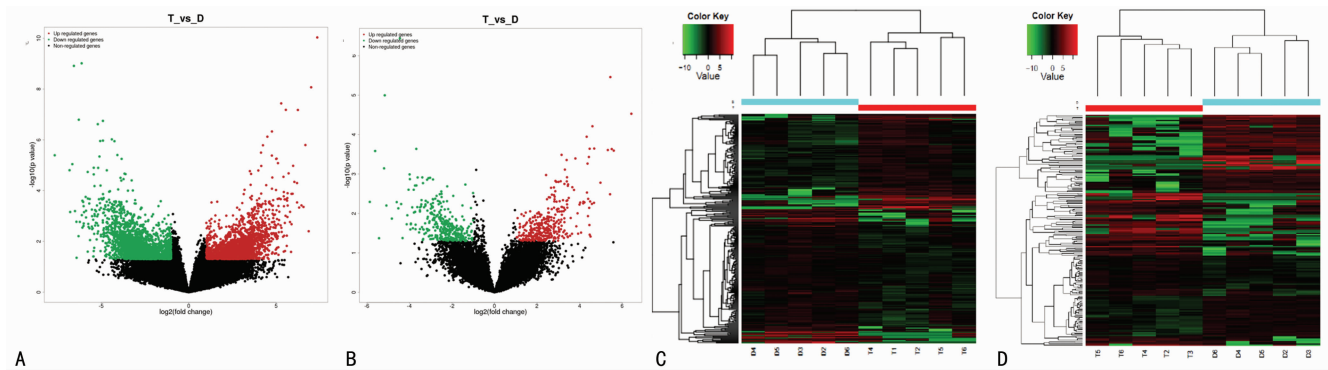 T_vs_D
Up regulated genes
Down regulated genes
Non-regulated genes
-log10(p value)
10
8
6
4
2
0
-5
0
5
log2(fold change)
A
T_vs_D
Up regulated genes
Down regulated genes
Non-regulated genes
-log10(p value)
6
5
4
3
2
1
0
-6
-4
-2
0
2
4
6
log2(fold change)
B
Color Key
-10
0
5
Value
D4 D5 D3 D2 D6 T4 T1 T2 T5 T6
C
Color Key
-10
0
5
Value
T5 T6 T4 T2 T3 D6 D4 D5 D2 D3
D